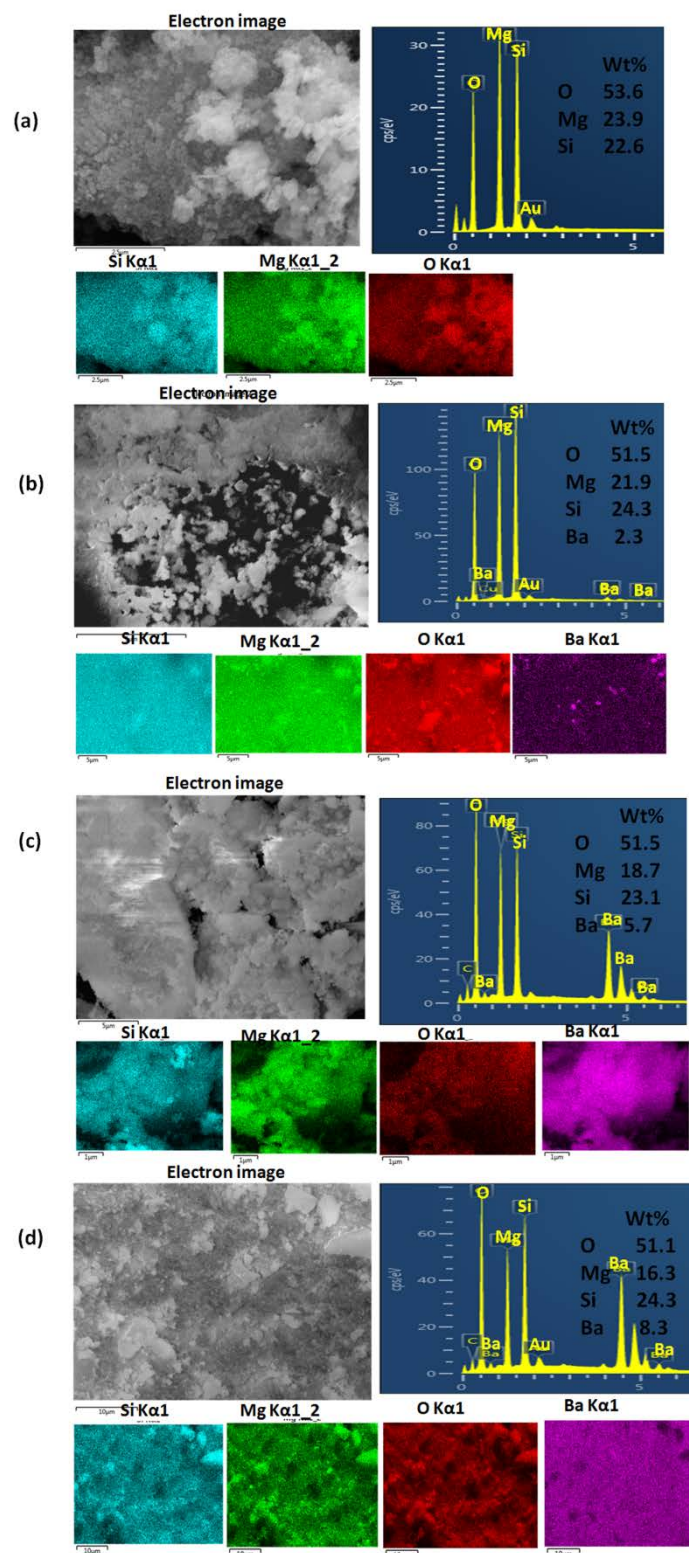 Electron image
(a)
2.5µm
cps/eV
30
20
10
0
0
5
O
Mg
Si
Au
Wt%
O 53.6
Mg 23.9
Si 22.6
Si Kα1
Mg Kα1_2
O Kα1
2.5µm
2.5µm
2.5µm
Electron image
(b)
cps/eV
100
50
0
0
5
O
Mg
Si
Ba
Cu
Au
Ba
Ba
Wt%
O 51.5
Mg 21.9
Si 24.3
Ba 2.3
Si Kα1
Mg Kα1_2
O Kα1
Ba Kα1
5µm
5µm
5µm
5µm
Electron image
(c)
5µm
cps/eV
80
60
40
20
0
0
5
O
Mg
Si
Si
C
Ba
Ba
Ba
Ba
Wt%
O 51.5
Mg 18.7
Si 23.1
Ba 5.7
Si Kα1
Mg Kα1_2
O Kα1
Ba Kα1
1µm
1µm
1µm
1µm
Electron image
(d)
10µm
cps/eV
60
40
20
0
0
5
O
Mg
Si
C
Ba
Ba
Au
Ba
Ba
Wt%
O 51.1
Mg 16.3
Si 24.3
Ba 8.3
Si Kα1
Mg Kα1_2
O Kα1
Ba Kα1
10µm